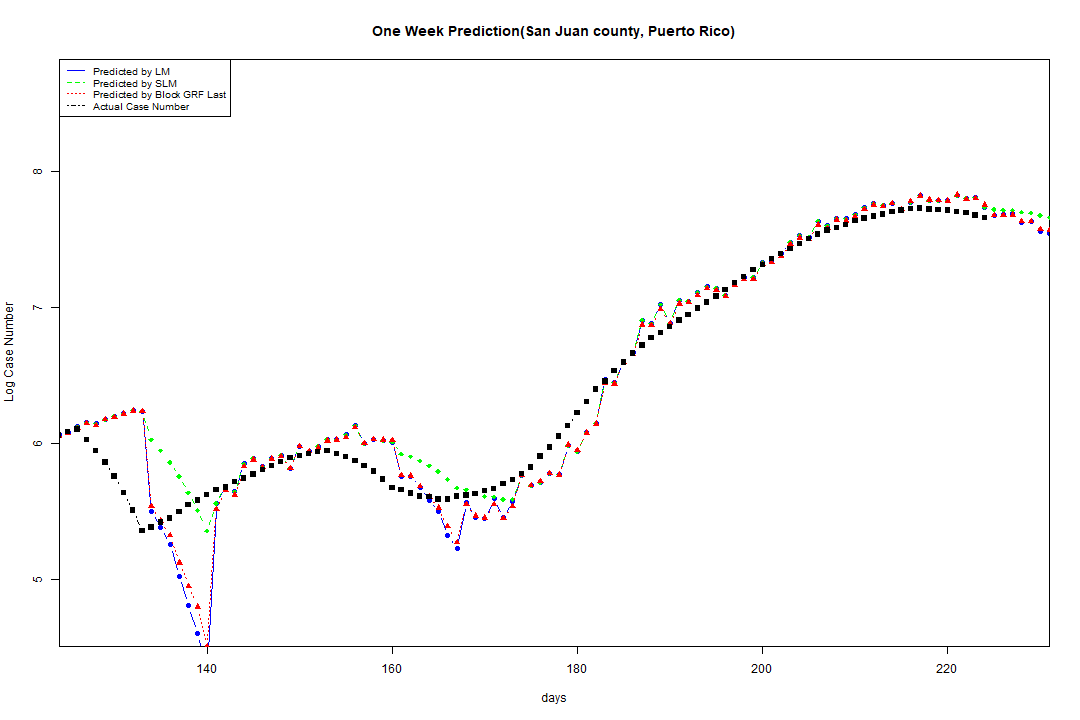 One Week Prediction(San Juan county, Puerto Rico)
Predicted by LM
Predicted by SLM
Predicted by Block GRF Last
Actual Case Number
8
7
6
5
Log Case Number
140
160
180
200
220
days